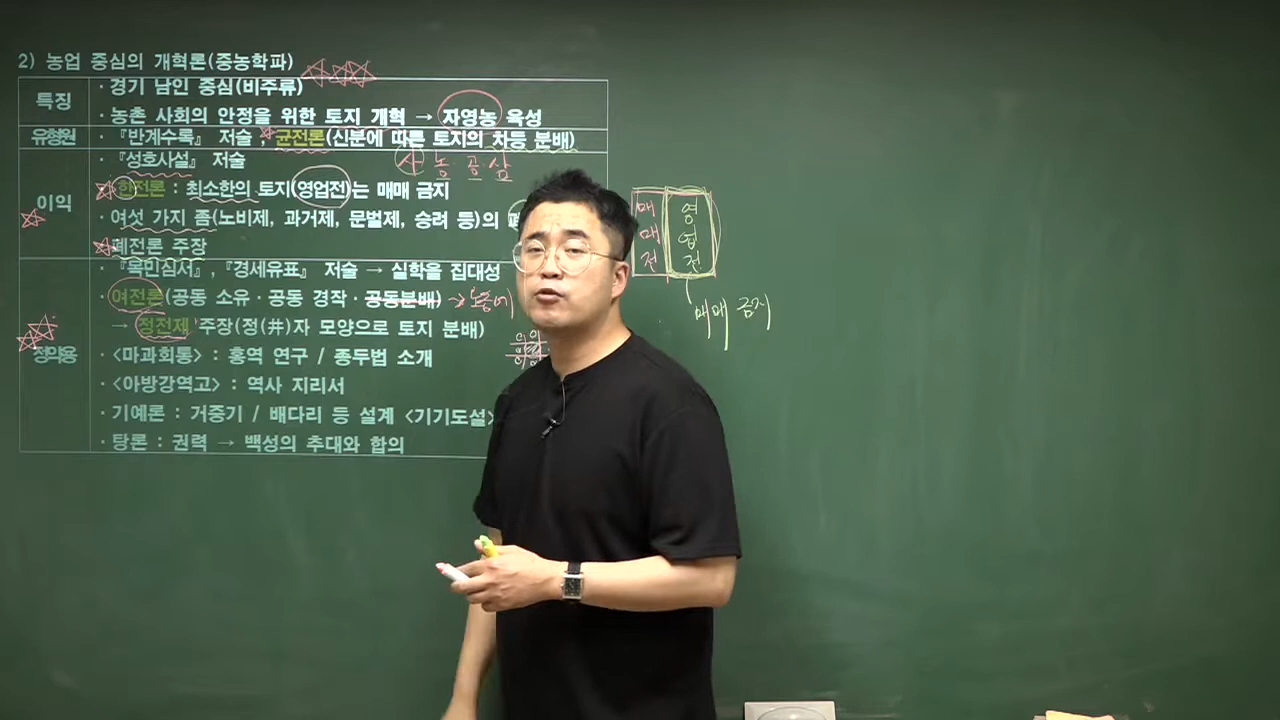 2) 농업 중심의 개혁론(중농학파)
특징
· 경기 남인 중심(비주류)
· 농촌 사회의 안정을 위한 토지 개혁 → 자영농 육성
유형원
· 『반계수록』 저술, 균전론(신분에 따른 토지의 차등 분배)
사 농·공·상
이익
· 『성호사설』 저술
· 한전론 : 최소한의 토지(영업전)는 매매 금지
· 여섯 가지 좀(노비제, 과거제, 문벌제, 승려 등)의
· 폐전론 주장
정약용
· 『목민심서』, 『경세유표』 저술 → 실학을 집대성
· 여전론(공동 소유·공동 경작·공동분배) →
→ 정전제 주장(정(井)자 모양으로 토지 분배)
· <마과회통> : 홍역 연구 / 종두법 소개
· <아방강역고> : 역사 지리서
· 기예론 : 거중기 / 배다리 등 설계 <기기도설>
· 탕론 : 권력 → 백성의 추대와 합의
매매전
영업전
매매 금지